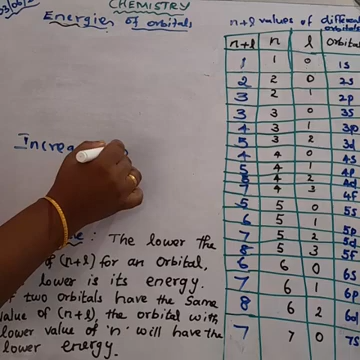 CHEMISTRY
Energies of orbitals
Increa
: The lower the
of (n+l) for an Orbital,
lower is its energy.
If two orbitals have the Same
value of (n+l), the orbital with
lower value of 'n' will have the
lower energy.
n+l values of different orbitals
n+l n l Orbital
1 1 0 1s
2 2 0 2s
3 2 1 2p
3 3 0 3s
4 3 1 3p
5 3 2 3d
4 4 0 4s
5 4 1 4p
6 4 2 4d
7 4 3 4f
5 5 0 5s
6 5 1 5p
7 5 2 5d
8 5 3 5f
6 6 0 6s
7 6 1 6p
8 6 2 6d
7 7 0 7s